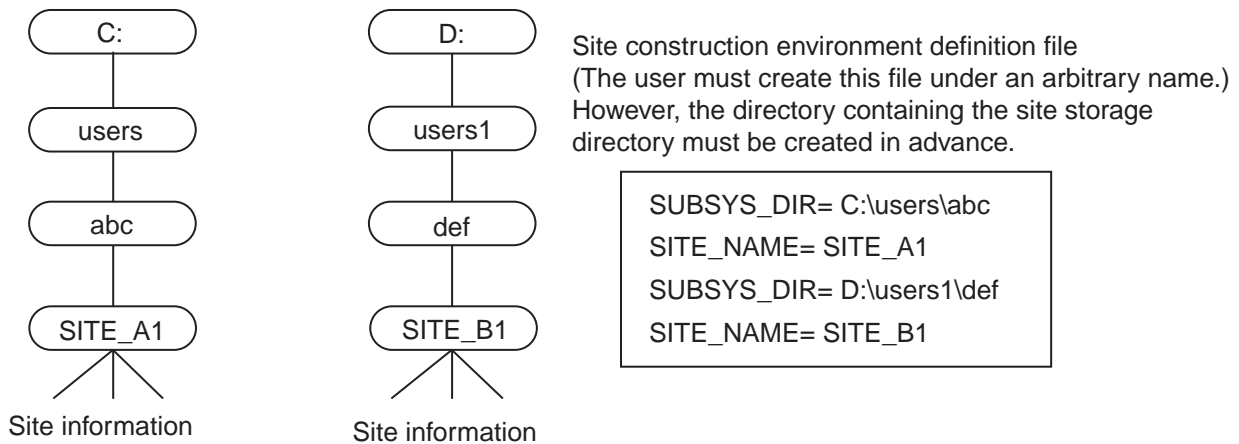 C:
users
abc
SITE_A1
Site information
D:
users1
def
SITE_B1
Site information
Site construction environment definition file
(The user must create this file under an arbitrary name.)
However, the directory containing the site storage
directory must be created in advance.
SUBSYS_DIR= C:\users\abc
SITE_NAME= SITE_A1
SUBSYS_DIR= D:\users1\def
SITE_NAME= SITE_B1